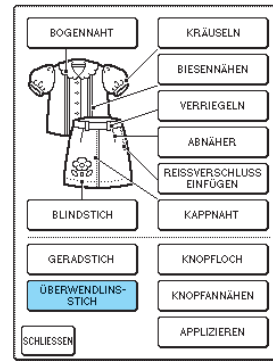 BOGENNAHT
KRÄUSELN
BIESENNÄHEN
VERRIEGELN
ABNÄHER
REISSVERSCHLUSS
EINFÜGEN
BLINDSTICH
KAPPNAHT
GERADSTICH
KNOPFLOCH
ÜBERWENDLINS-
STICH
KNOPFANNÄHEN
SCHLIESSEN
APPLIZIEREN